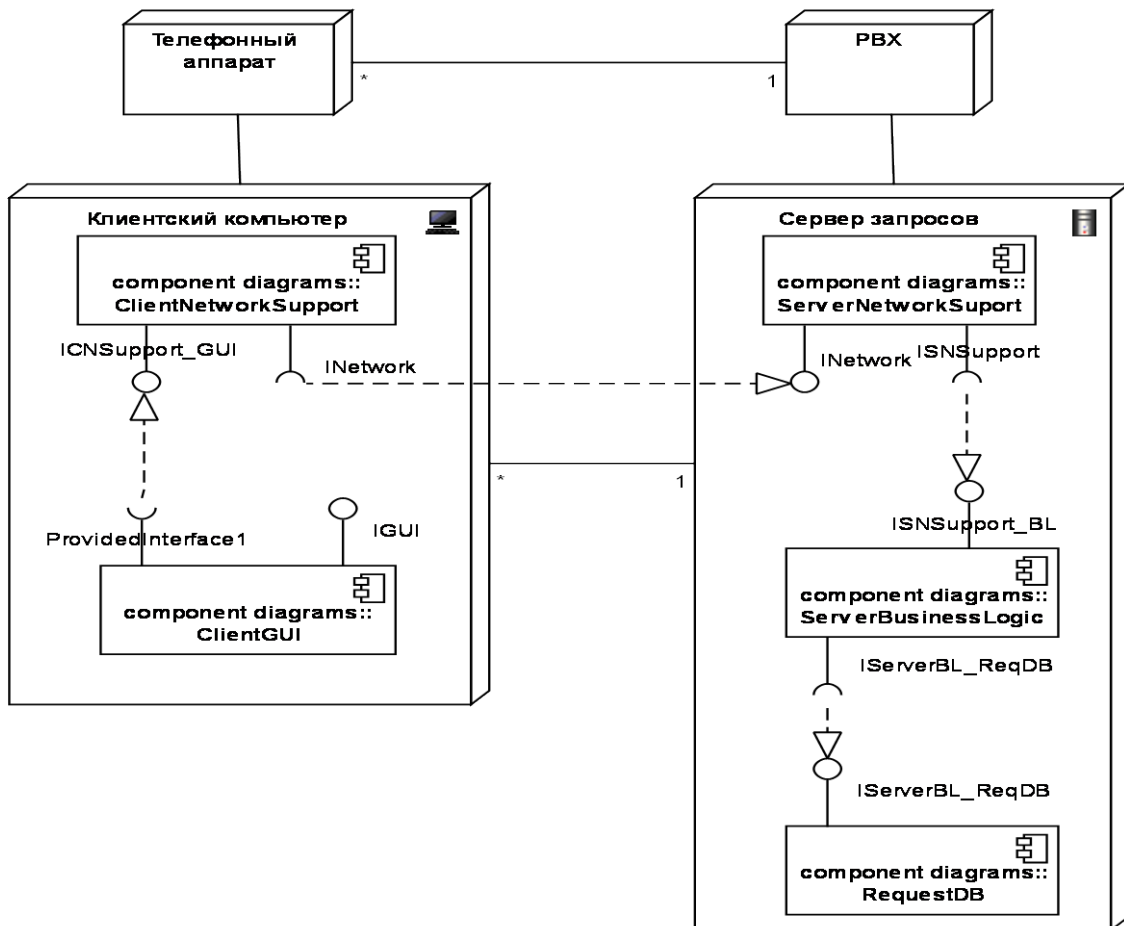 Телефонный
аппарат
PBX
*
1
Клиентский компьютер
component diagrams::
ClientNetworkSupport
ICNSupport_GUI
INetwork
ProvidedInterface1
IGUI
component diagrams::
ClientGUI
*
1
Сервер запросов
component diagrams::
ServerNetworkSuport
INetwork
ISNSupport
ISNSupport_BL
component diagrams::
ServerBusinessLogic
IServerBL_ReqDB
IServerBL_ReqDB
component diagrams::
RequestDB